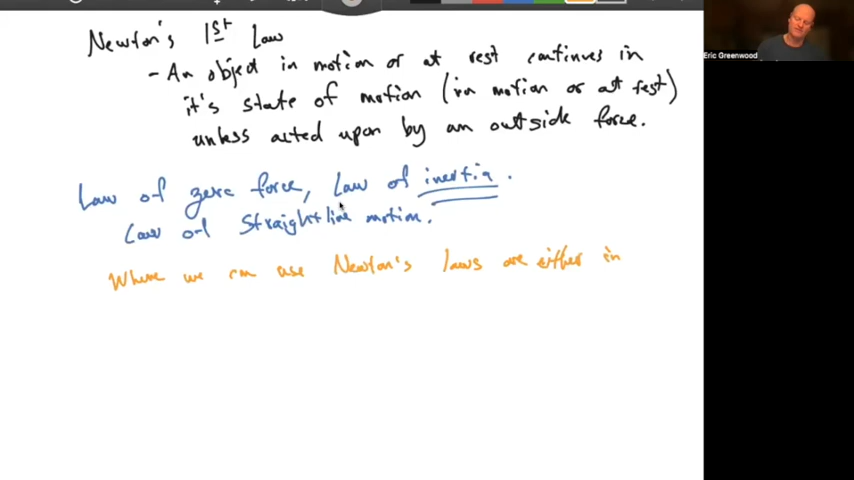 Newton's 1st Law
- An object in motion or at rest continues in
it's state of motion (in motion or at rest)
unless acted upon by an outside force.
Law of zero force, Law of inertia.
Law of Straight line motion.
Where we can use Newton's laws are either in
Eric Greenwood